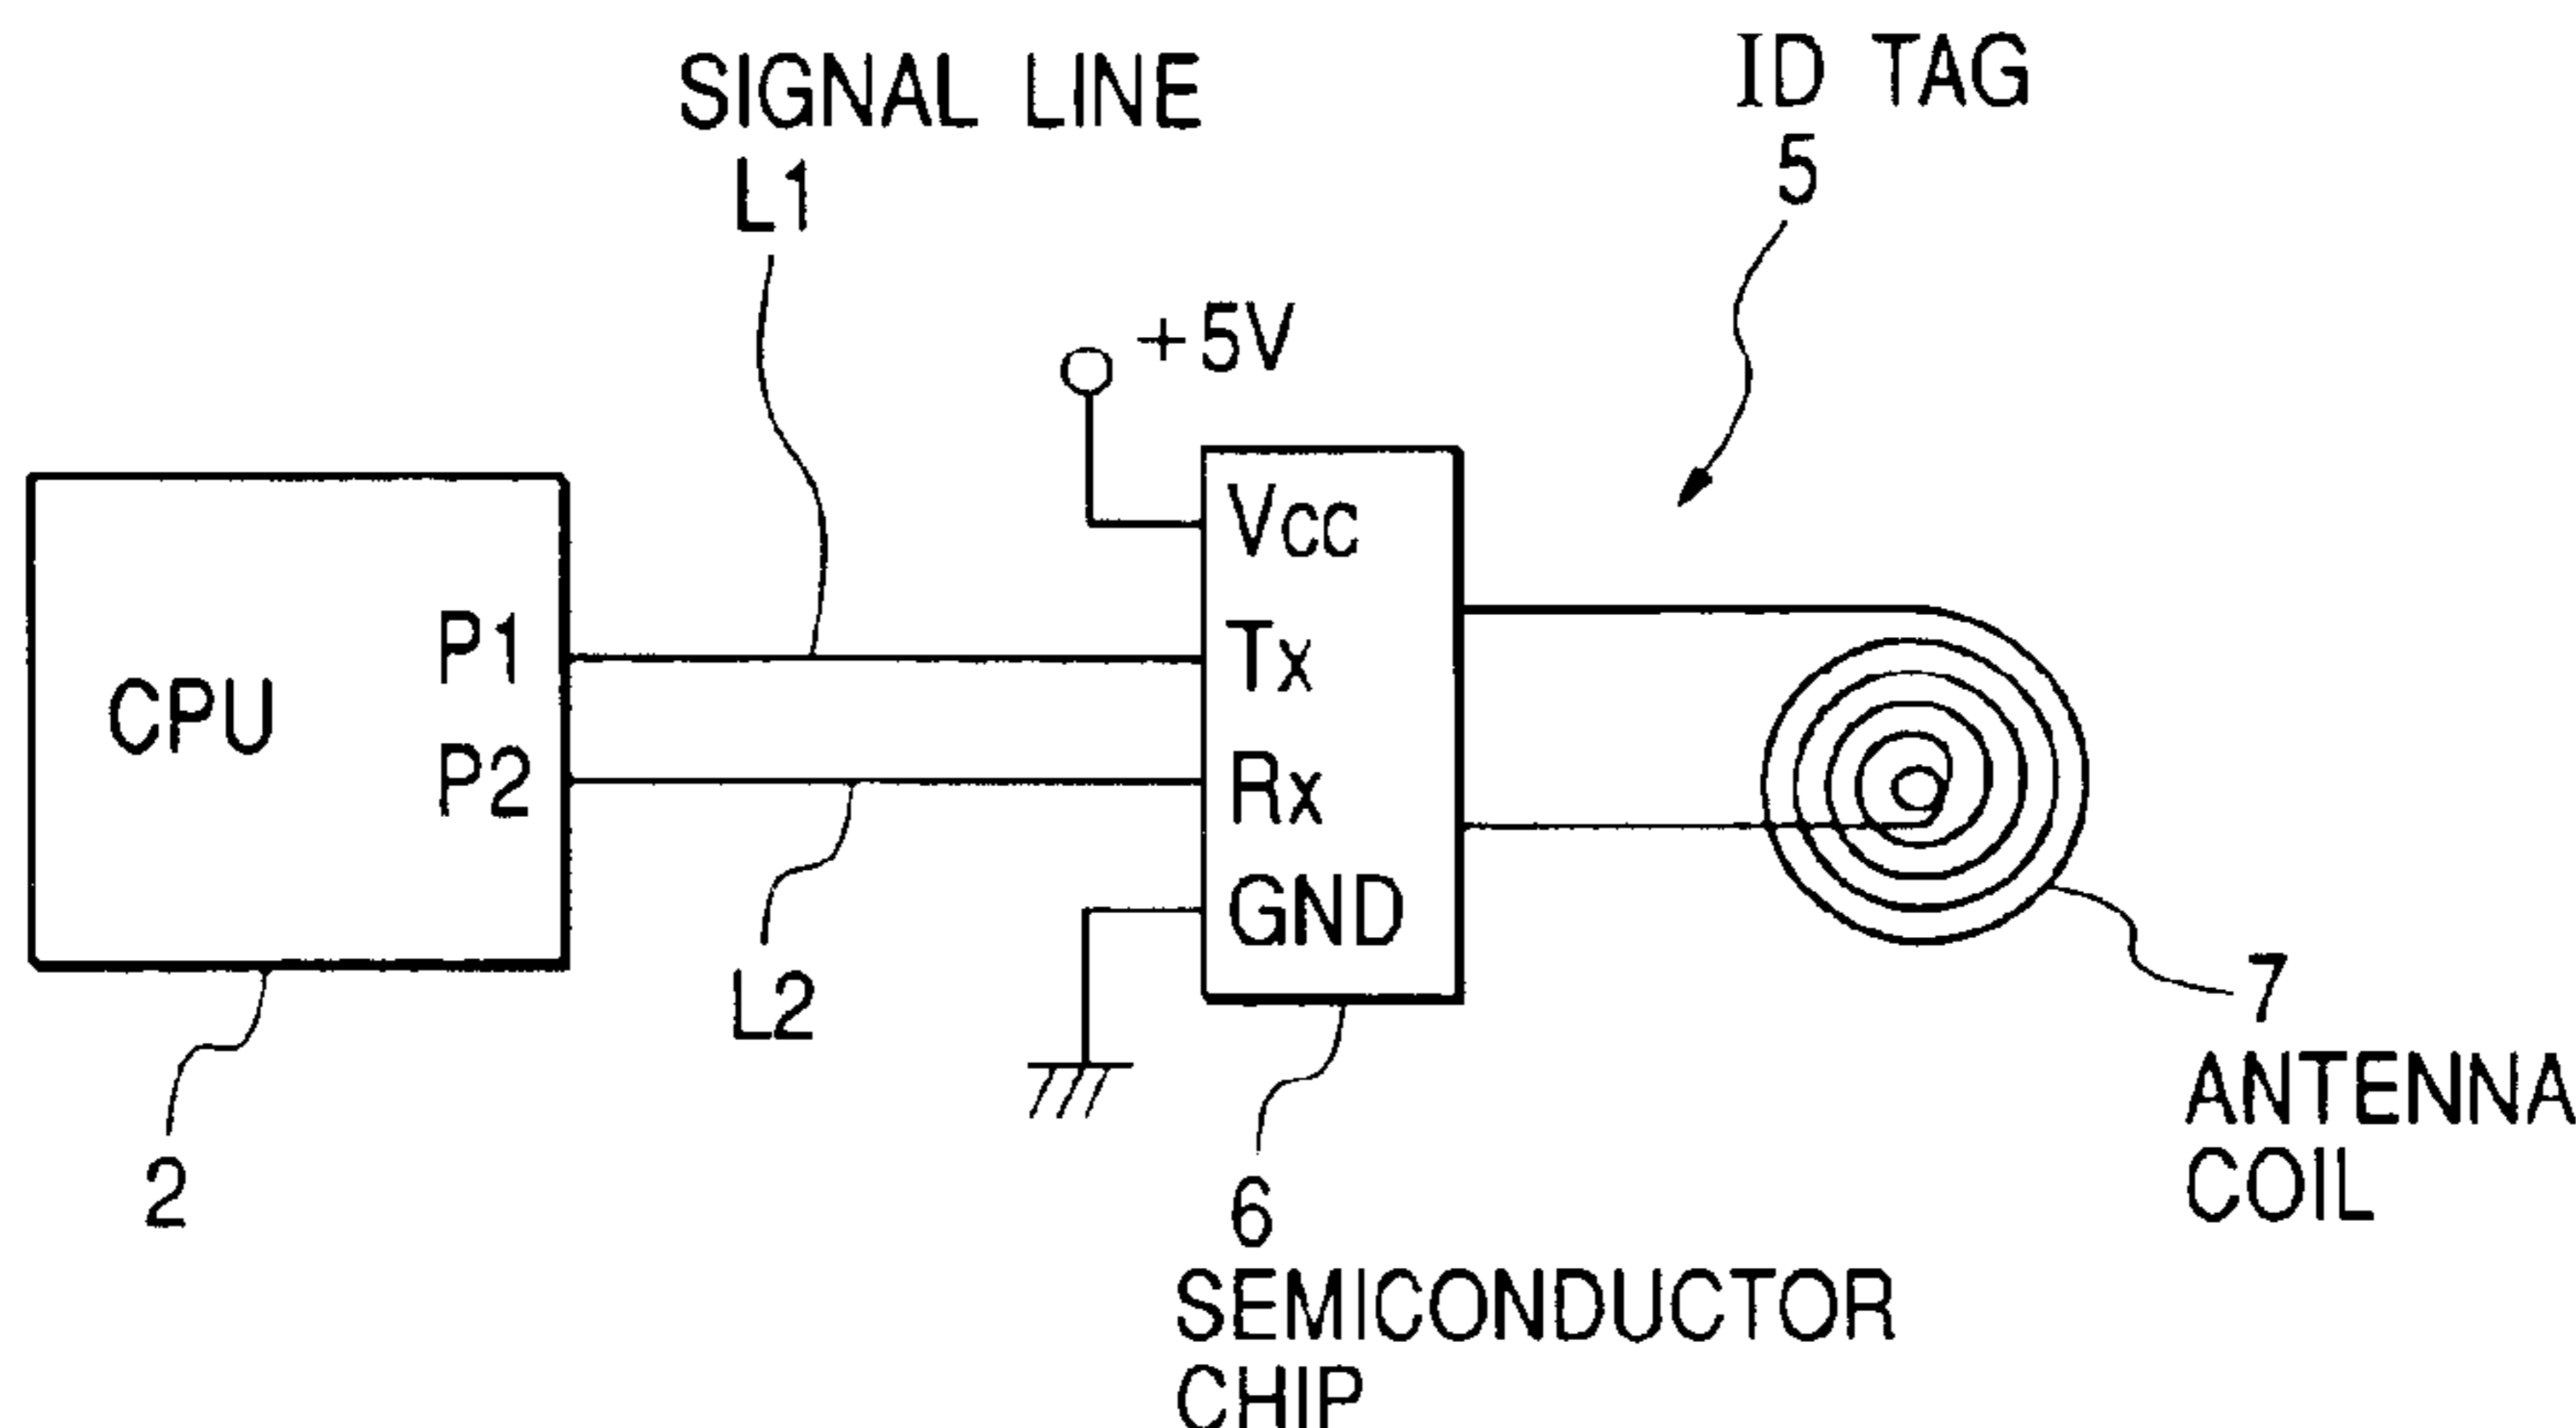 SIGNAL LINE
L1
ID TAG
5
+5V
Vcc
P1
Tx
CPU
P2
Rx
GND
L2
2
6
SEMICONDUCTOR
CHIP
7
ANTENNA
COIL